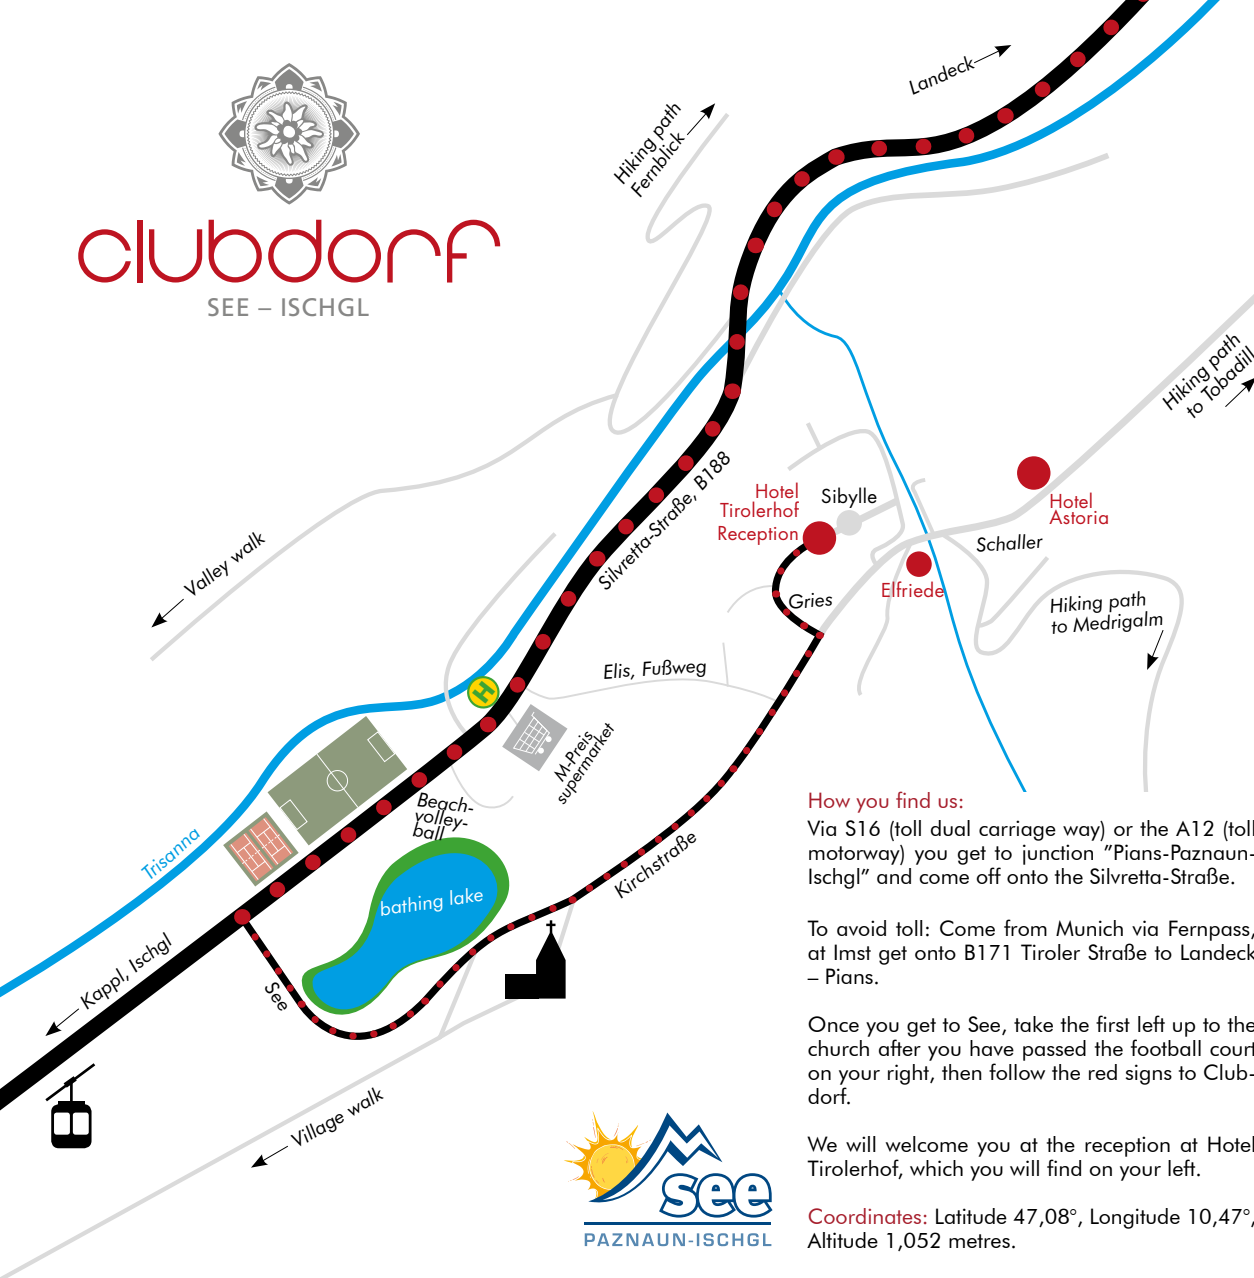 Landeck
Hiking path
Fernblick
clubdorf
SEE – ISCHGL
Hiking path
to Tobadill
Silvretta-Straße, B188
Hotel
Tirolerhof
Reception
Sibylle
Hotel
Astoria
Schaller
Valley walk
Elfriede
Gries
Hiking path
to Medrigalm
Elis, Fußweg
H
M-Preis
supermarket
Beach-
volley-
ball
Trisanna
bathing lake
Kirchstraße
Kappl, Ischgl
See
Village walk
How you find us:
Via S16 (toll dual carriage way) or the A12 (toll
motorway) you get to junction ”Pians-Paznaun-
Ischgl” and come off onto the Silvretta-Straße.
To avoid toll: Come from Munich via Fernpass,
at Imst get onto B171 Tiroler Straße to Landeck
– Pians.
Once you get to See, take the first left up to the
church after you have passed the football court
on your right, then follow the red signs to Club-
dorf.
We will welcome you at the reception at Hotel
Tirolerhof, which you will find on your left.
Coordinates: Latitude 47,08°, Longitude 10,47°,
Altitude 1,052 metres.
see
PAZNAUN-ISCHGL